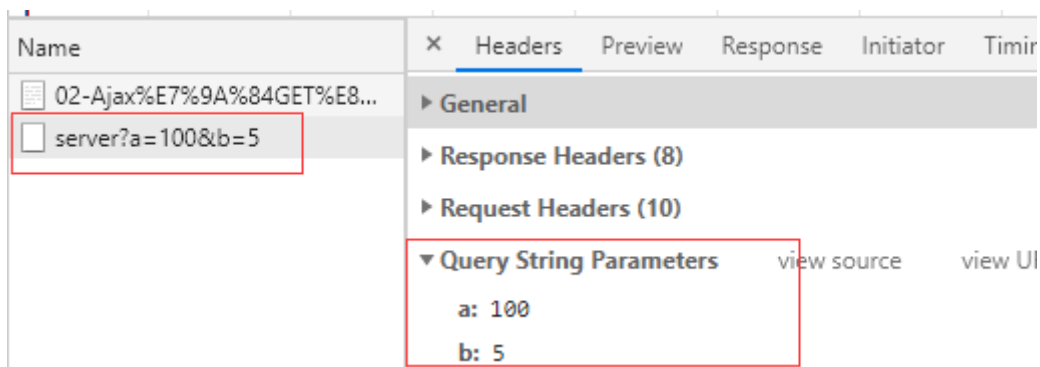 Name
02-Ajax%E7%9A%84GET%E8...
server?a=100&b=5
× Headers Preview Response Initiator
General
Response Headers (8)
Request Headers (10)
Query String Parameters view source view
a: 100
b: 5